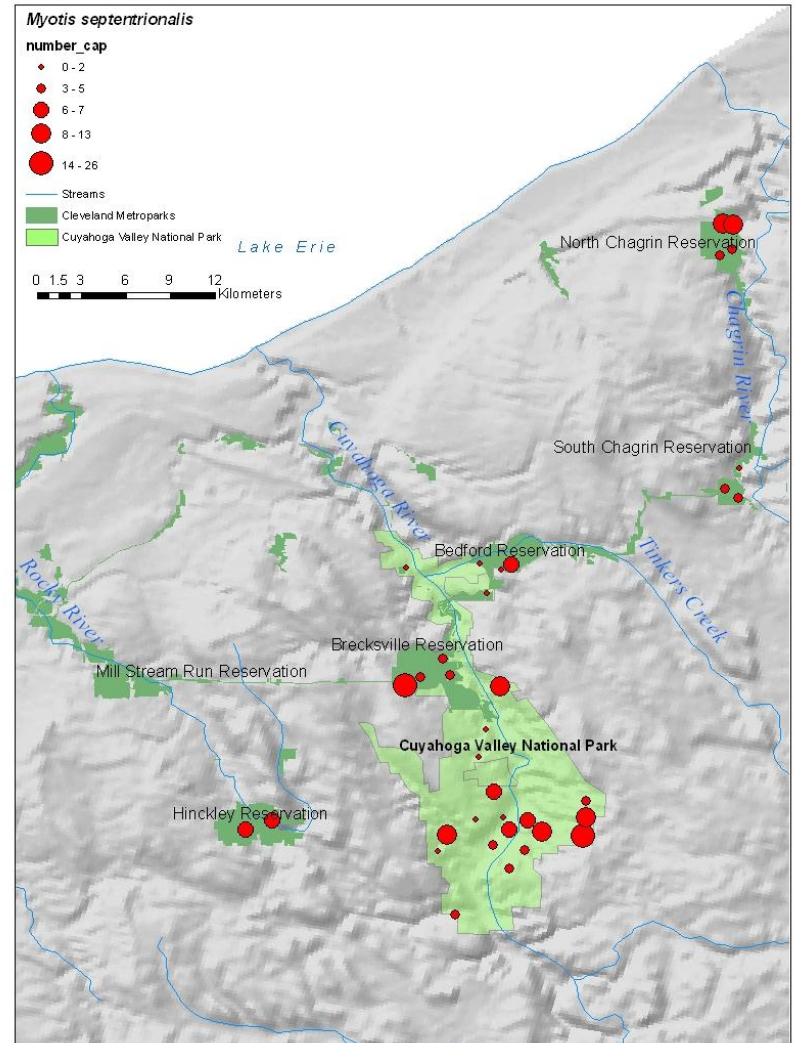 Myotis septentrionalis
number_cap
0 - 2
3 - 5
6 - 7
8 - 13
14 - 26
Streams
Cleveland Metroparks
Cuyahoga Valley National Park
Lake Erie
0 1.5 3 6 9 12
Kilometers
North Chagrin Reservation
Chagrin River
South Chagrin Reservation
Cuyahoga River
Bedford Reservation
Tinkers Creek
Rocky River
Brecksville Reservation
Mill Stream Run Reservation
Cuyahoga Valley National Park
Hinckley Reservation